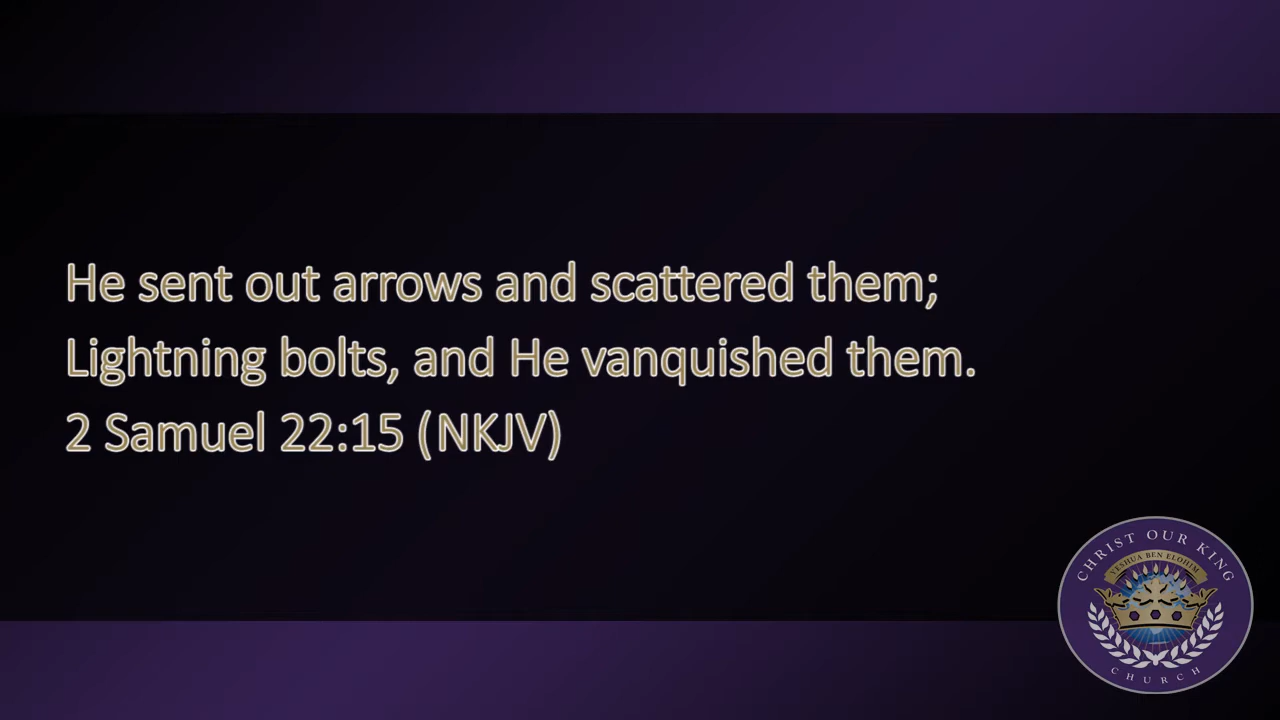 He sent out arrows and scattered them;
Lightning bolts, and He vanquished them.
2 Samuel 22:15 (NKJV)
CHRIST OUR KING
YESHUA BEN ELOHIM
CHURCH